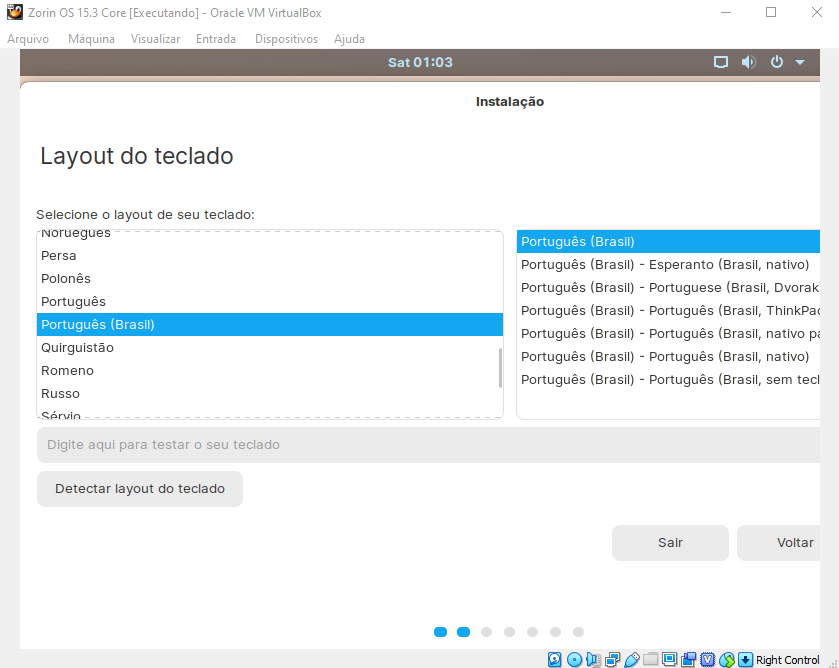 Zorin OS 15.3 Core [Executando] - Oracle VM VirtualBox
Arquivo Máquina Visualizar Entrada Dispositivos Ajuda
Sat 01:03
Instalação
Layout do teclado
Selecione o layout de seu teclado:
Norueguês
Persa
Polonês
Português
Português (Brasil)
Quirguistão
Romeno
Russo
Sérvio
Português (Brasil)
Português (Brasil) - Esperanto (Brasil, nativo)
Português (Brasil) - Portuguese (Brasil, Dvorak
Português (Brasil) - Português (Brasil, ThinkPad
Português (Brasil) - Português (Brasil, nativo pa
Português (Brasil) - Português (Brasil, nativo)
Português (Brasil) - Português (Brasil, sem tecl
Digite aqui para testar o seu teclado
Detectar layout do teclado
Sair
Voltar
Right Control